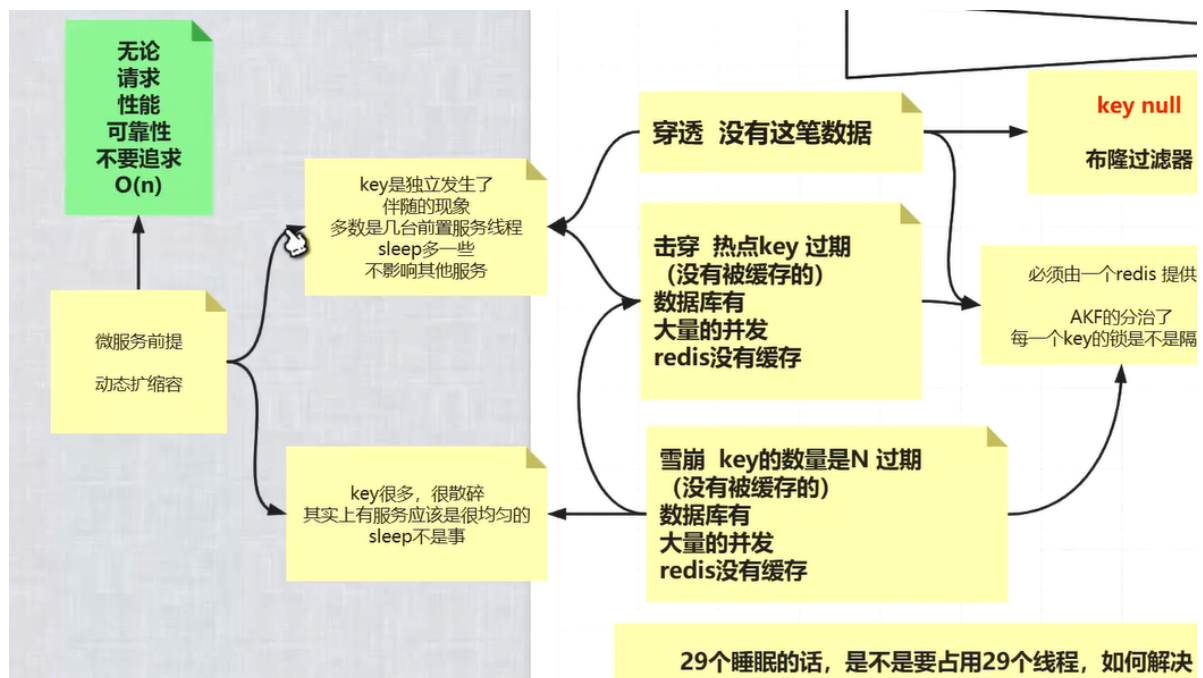 无论
请求
性能
可靠性
不要追求
O(n)
微服务前提
动态扩缩容
key是独立发生了
伴随的现象
多数是几台前置服务线程
sleep多一些
不影响其他服务
key很多，很散碎
其实上有服务应该是很均匀的
sleep不是事
穿透 没有这笔数据
击穿 热点key 过期
（没有被缓存的）
数据库有
大量的并发
redis没有缓存
雪崩 key的数量是N 过期
（没有被缓存的）
数据库有
大量的并发
redis没有缓存
key null
布隆过滤器
必须由一个redis 提供
AKF的分治了
每一个key的锁是不是隔
29个睡眠的话，是不是要占用29个线程，如何解决